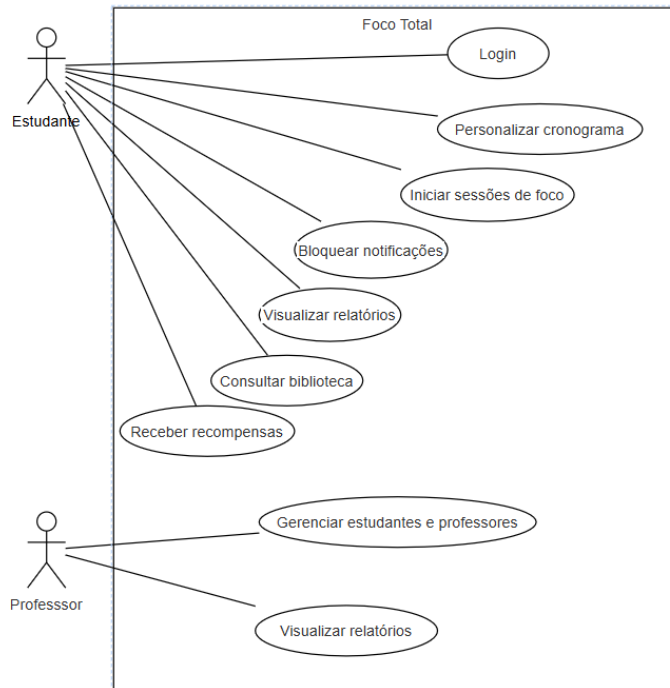 Foco Total
Login
Estudante
Personalizar cronograma
Iniciar sessões de foco
Bloquear notificações
Visualizar relatórios
Consultar biblioteca
Receber recompensas
Gerenciar estudantes e professores
Professsor
Visualizar relatórios